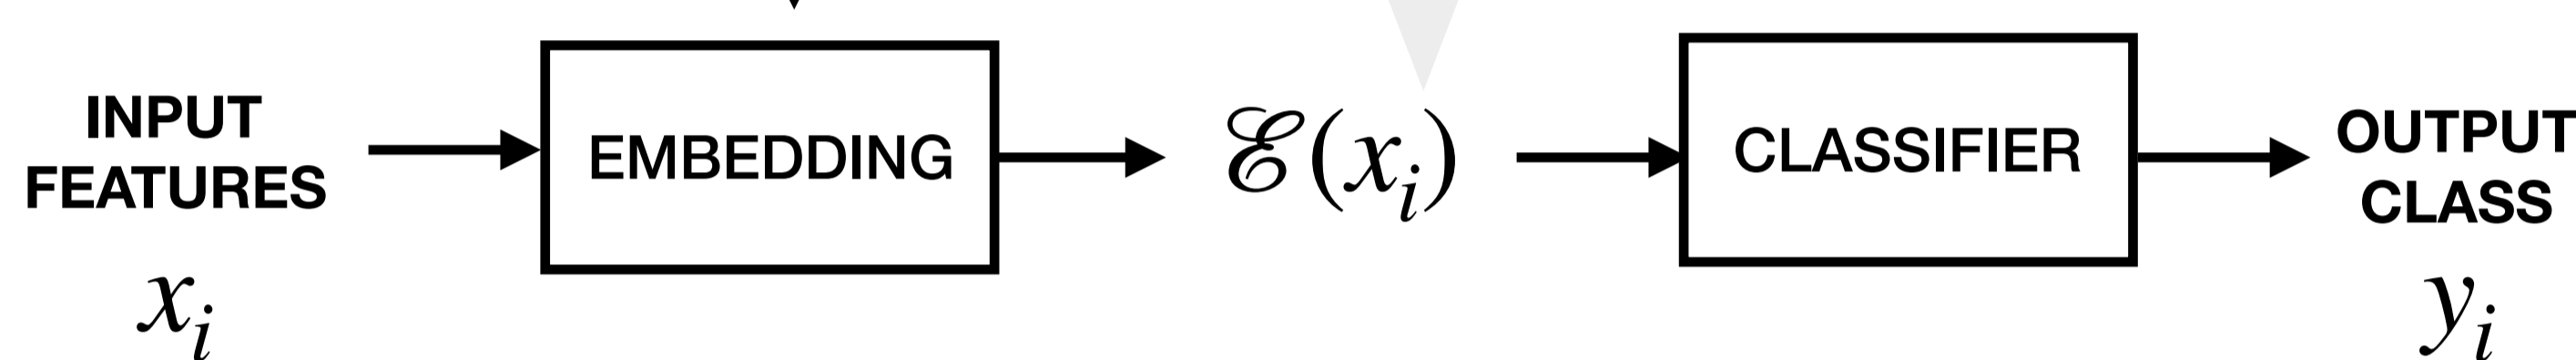 INPUT
FEATURES
x_i
EMBEDDING
ℰ(x_i)
CLASSIFIER
OUTPUT
CLASS
y_i